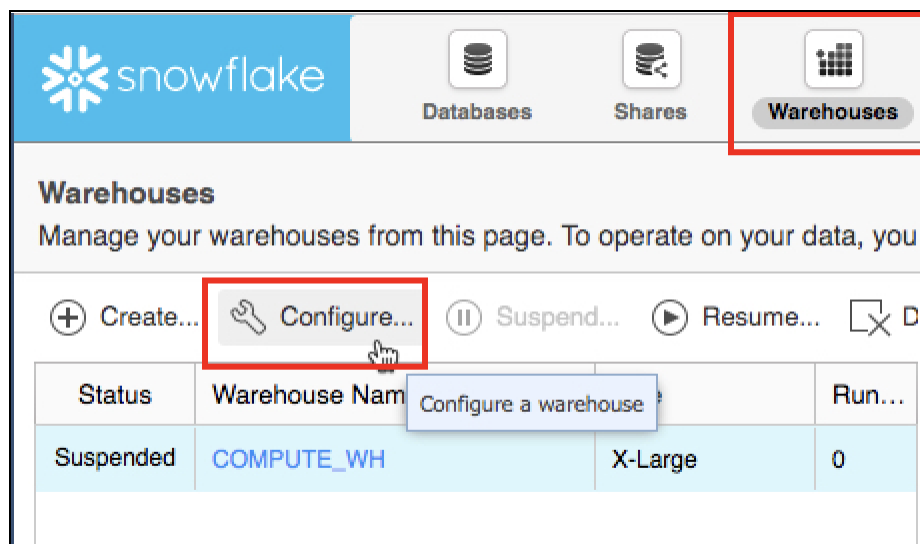 snowflake
Databases Shares Warehouses
Warehouses
Manage your warehouses from this page. To operate on your data, you
Create... Configure... Suspend... Resume... D
Status Warehouse Nam Run...
Configure a warehouse
Suspended COMPUTE_WH X-Large 0